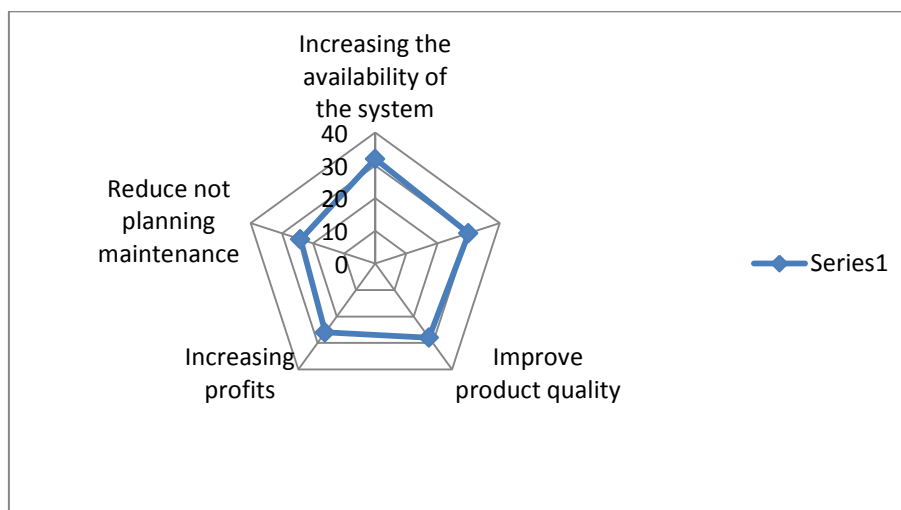 Increasing the
availability of
the system
40
30
20
10
0
Reduce not
planning
maintenance
Series1
Increasing
profits
Improve
product quality